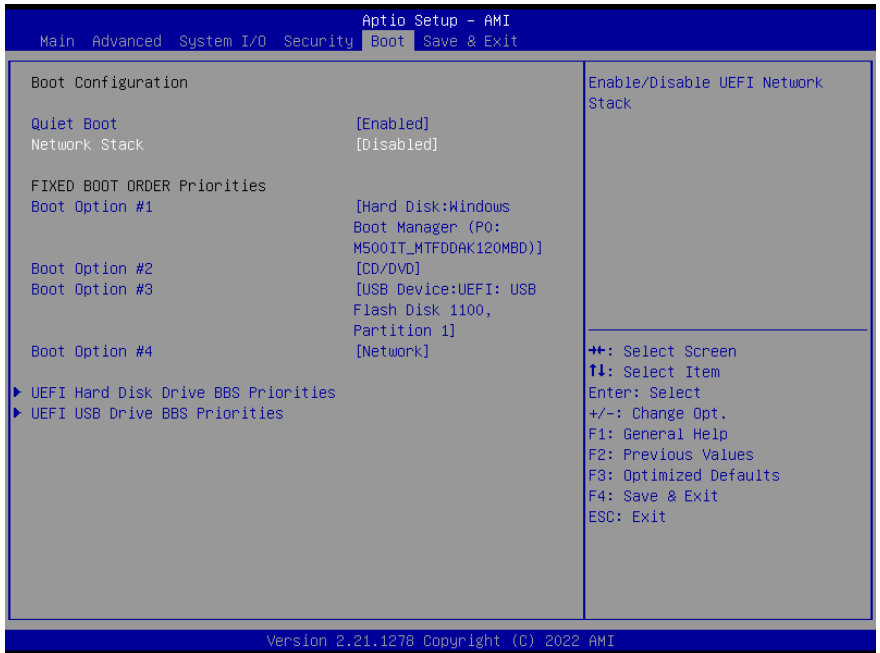 Aptio Setup – AMI
Main Advanced System I/O Security Boot Save & Exit
Boot Configuration
Quiet Boot [Enabled]
Network Stack [Disabled]
FIXED BOOT ORDER Priorities
Boot Option #1 [Hard Disk:Windows
Boot Manager (P0:
M500IT_MTFDDAK120MBD)]
Boot Option #2 [CD/DVD]
Boot Option #3 [USB Device:UEFI: USB
Flash Disk 1100,
Partition 1]
Boot Option #4 [Network]
▶ UEFI Hard Disk Drive BBS Priorities
▶ UEFI USB Drive BBS Priorities
Enable/Disable UEFI Network
Stack
→←: Select Screen
↑↓: Select Item
Enter: Select
+/-: Change Opt.
F1: General Help
F2: Previous Values
F3: Optimized Defaults
F4: Save & Exit
ESC: Exit
Version 2.21.1278 Copyright (C) 2022 AMI